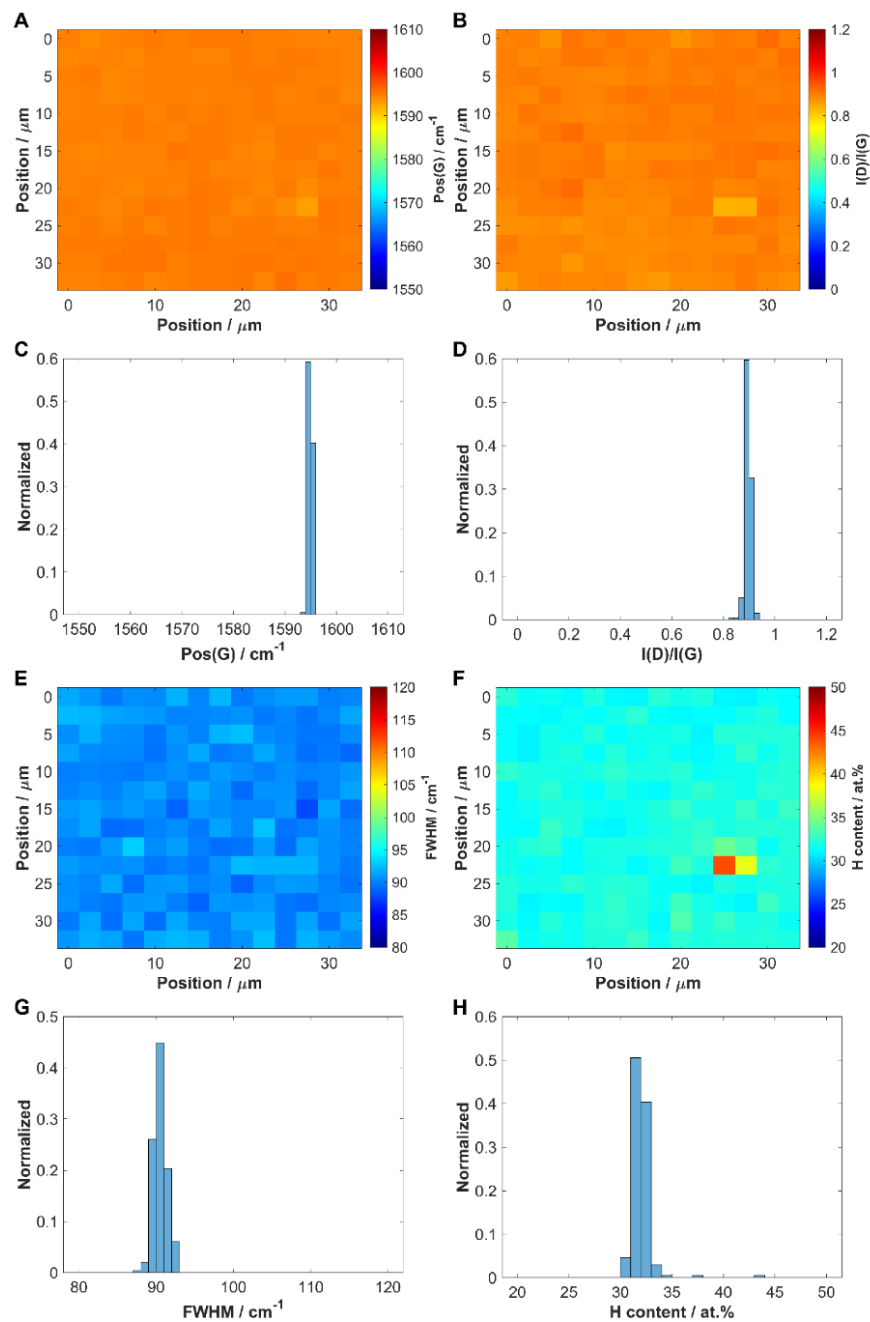 A
B
0
5
10
15
20
25
30
Position / μm
0 10 20 30
Position / μm
1610
1600
1590
1580
1570
1560
1550
Pos(G) / cm-1
0
5
10
15
20
25
30
Position / μm
0 10 20 30
Position / μm
1.2
1
0.8
0.6
0.4
0.2
0
I(D)/I(G)
C
D
0.6
0.5
0.4
0.3
0.2
0.1
0
Normalized
1550 1560 1570 1580 1590 1600 1610
Pos(G) / cm-1
0.6
0.5
0.4
0.3
0.2
0.1
0
Normalized
0 0.2 0.4 0.6 0.8 1 1.2
I(D)/I(G)
E
F
0
5
10
15
20
25
30
Position / μm
0 10 20 30
Position / μm
120
115
110
105
100
95
90
85
80
FWHM / cm-1
0
5
10
15
20
25
30
Position / μm
0 10 20 30
Position / μm
50
45
40
35
30
25
20
H content / at.%
G
H
0.5
0.4
0.3
0.2
0.1
0
Normalized
80 90 100 110 120
FWHM / cm-1
0.6
0.5
0.4
0.3
0.2
0.1
0
Normalized
20 25 30 35 40 45 50
H content / at.%